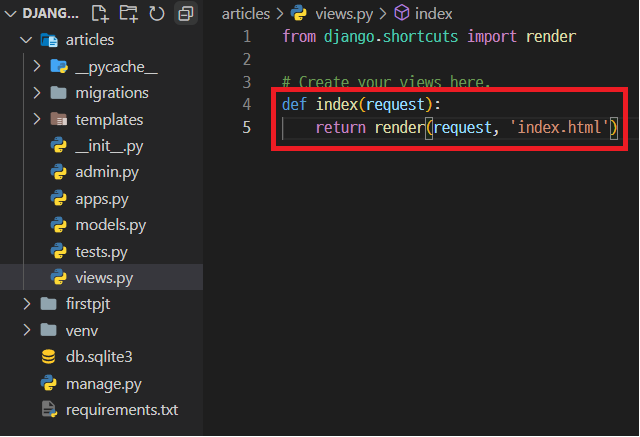 DJANG...
articles
__pycache__
migrations
templates
__init__.py
admin.py
apps.py
models.py
tests.py
views.py
firstpjt
venv
db.sqlite3
manage.py
requirements.txt
articles > views.py > index
1 from django.shortcuts import render
2
3 # Create your views here.
4 def index(request):
5     return render(request, 'index.html')